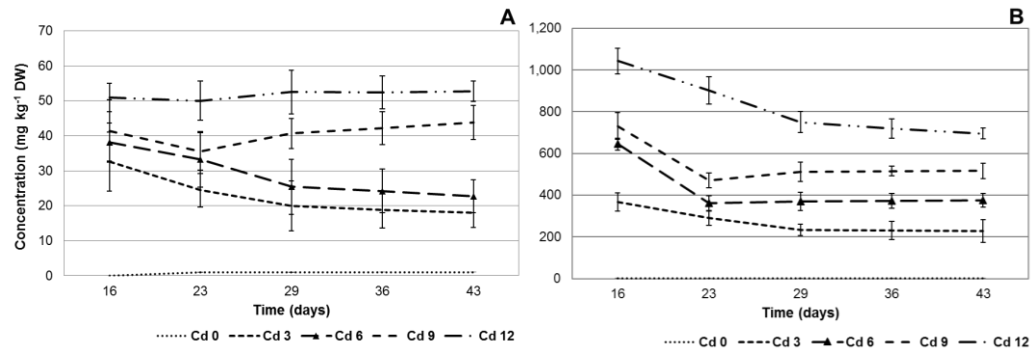 A
Concentration (mg kg⁻¹ DW)
70
60
50
40
30
20
10
0
16 23 29 36 43
Time (days)
Cd 0 Cd 3 Cd 6 Cd 9 Cd 12
B
1,200
1,000
800
600
400
200
0
16 23 29 36 43
Time (days)
Cd 0 Cd 3 Cd 6 Cd 9 Cd 12